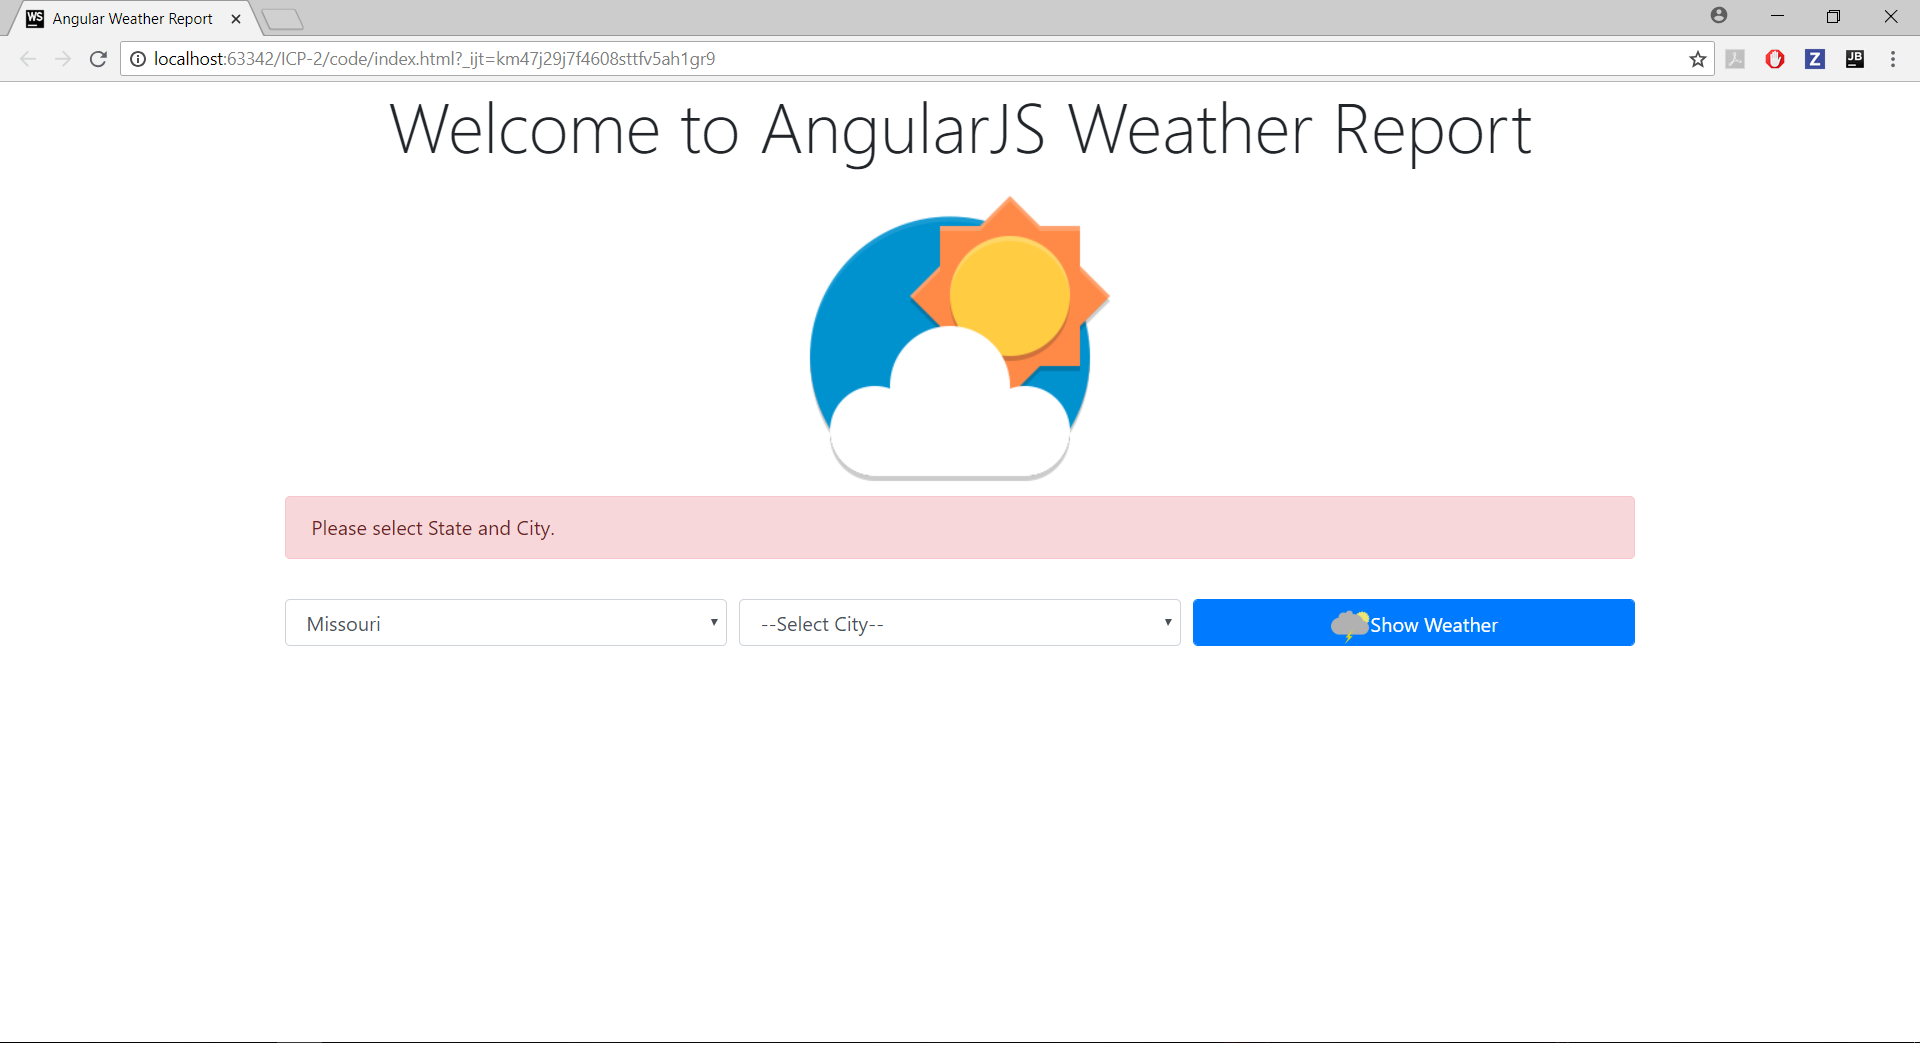 WS Angular Weather Report
localhost:63342/ICP-2/code/index.html?_ijt=km47j29j7f4608sttfv5ah1gr9
Z JB
Welcome to AngularJS Weather Report
Please select State and City.
Missouri --Select City-- Show Weather